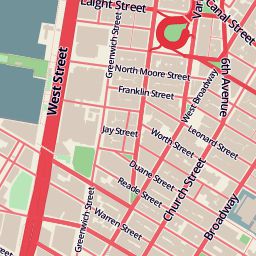 Laight Street
Canal Street
Greenwich Street
West Street
North Moore Street
6th Avenue
Franklin Street
West Broadway
Jay Street
Worth Street
Leonard Street
Duane Street
Church Street
Reade Street
Greenwich Street
Broadway
Warren Street